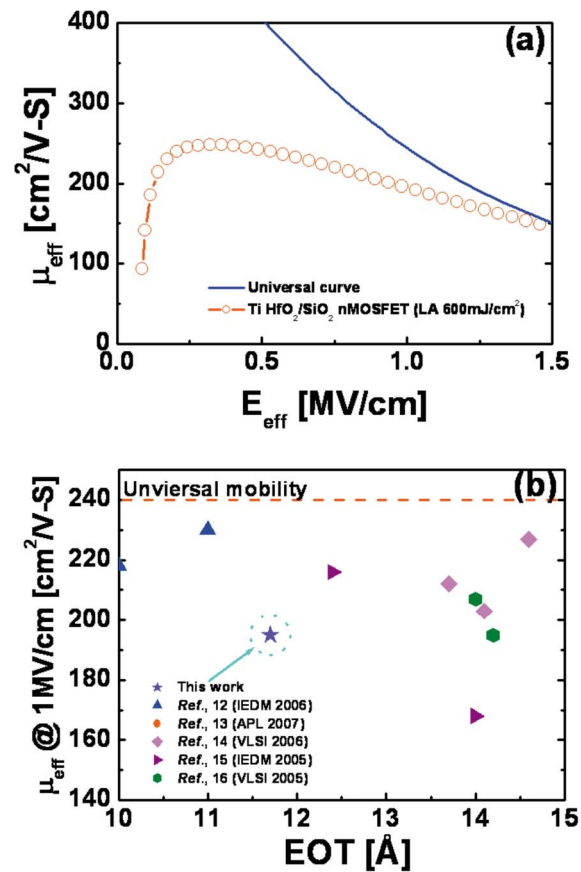 400
(a)
300
200
100
0
μeff [cm²/V-S]
Universal curve
Ti HfO₂/SiO₂ nMOSFET (LA 600mJ/cm²)
0.0 0.5 1.0 1.5
Eeff [MV/cm]
260
(b)
Unviersal mobility
240
220
200
180
160
140
μeff @ 1MV/cm [cm²/V-S]
This work
Ref., 12 (IEDM 2006)
Ref., 13 (APL 2007)
Ref., 14 (VLSI 2006)
Ref., 15 (IEDM 2005)
Ref., 16 (VLSI 2005)
10 11 12 13 14 15
EOT [Å]